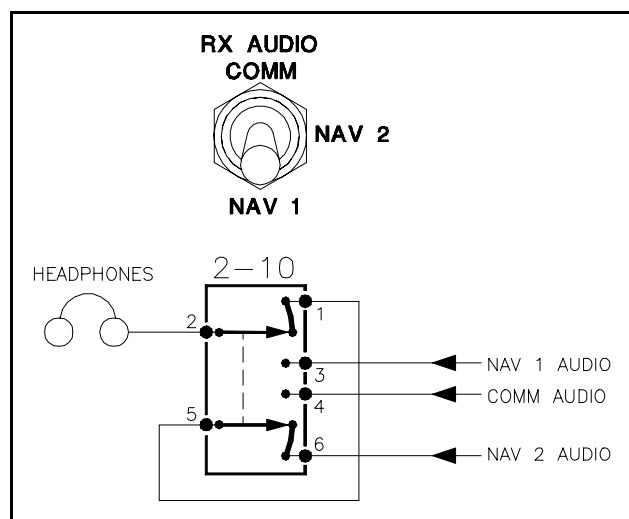 RX AUDIO
COMM
NAV 2
NAV 1
HEADPHONES
2-10
2
1
3
NAV 1 AUDIO
4
COMM AUDIO
5
6
NAV 2 AUDIO